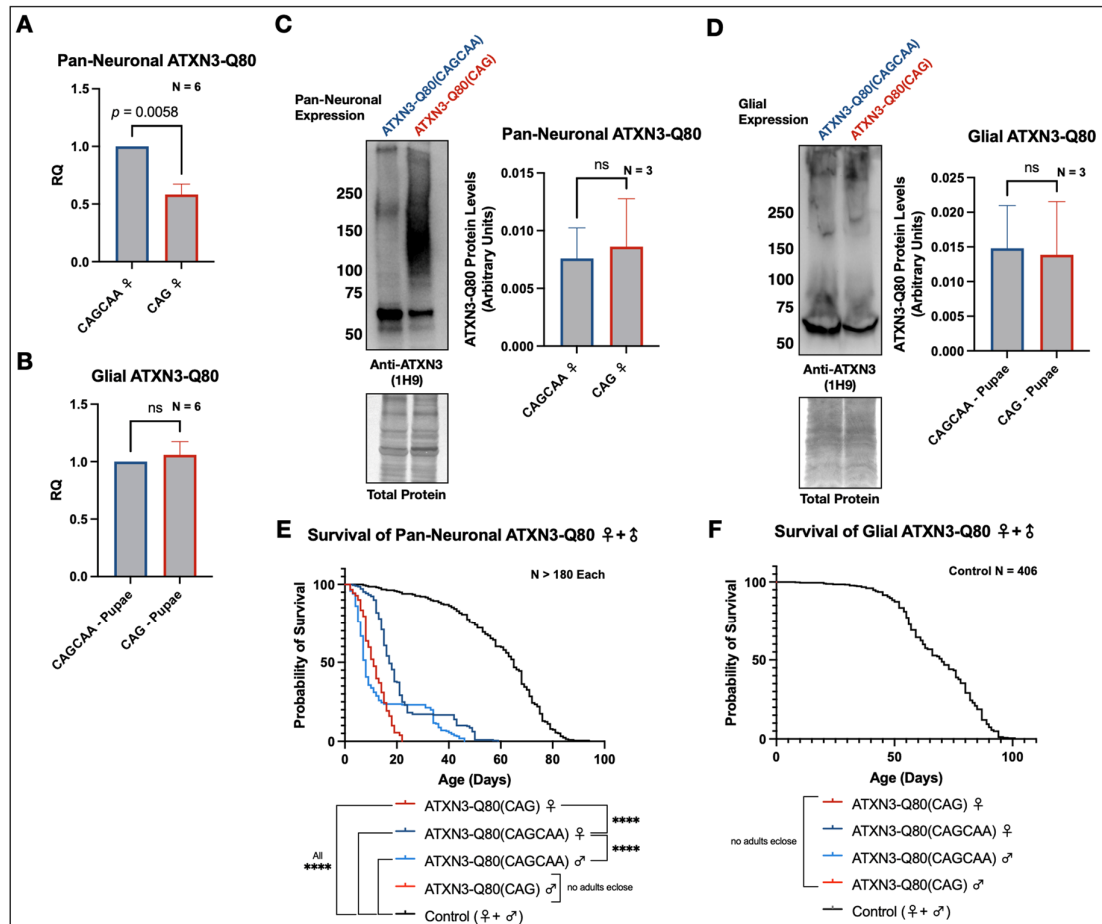 A
Pan-Neuronal ATXN3-Q80
N = 6
p = 0.0058
RQ
1.5
1.0
0.5
0.0
CAGCAA ♀
CAG ♀
B
Glial ATXN3-Q80
ns
N = 6
RQ
1.5
1.0
0.5
0.0
CAGCAA - Pupae
CAG - Pupae
C
Pan-Neuronal
Expression
ATXN3-Q80(CAGCAA)
ATXN3-Q80(CAG)
250
150
100
75
50
Anti-ATXN3
(1H9)
Total Protein
Pan-Neuronal ATXN3-Q80
ns
N = 3
ATXN3-Q80 Protein Levels
(Arbitrary Units)
0.015
0.010
0.005
0.000
CAGCAA ♀
CAG ♀
D
Glial
Expression
ATXN3-Q80(CAGCAA)
ATXN3-Q80(CAG)
250
150
100
75
50
Anti-ATXN3
(1H9)
Total Protein
Glial ATXN3-Q80
ns
N = 3
ATXN3-Q80 Protein Levels
(Arbitrary Units)
0.025
0.020
0.015
0.010
0.005
0.000
CAGCAA - Pupae
CAG - Pupae
E
Survival of Pan-Neuronal ATXN3-Q80 ♀+♂
N > 180 Each
Probability of Survival
100
50
0
0 20 40 60 80 100
Age (Days)
ATXN3-Q80(CAG) ♀
ATXN3-Q80(CAGCAA) ♀
ATXN3-Q80(CAGCAA) ♂
ATXN3-Q80(CAG) ♂
Control (♀+ ♂)
All
****
****
****
no adults eclose
F
Survival of Glial ATXN3-Q80 ♀+♂
Control N = 406
Probability of Survival
100
50
0
0 50 100
Age (Days)
no adults eclose
ATXN3-Q80(CAG) ♀
ATXN3-Q80(CAGCAA) ♀
ATXN3-Q80(CAGCAA) ♂
ATXN3-Q80(CAG) ♂
Control (♀+ ♂)